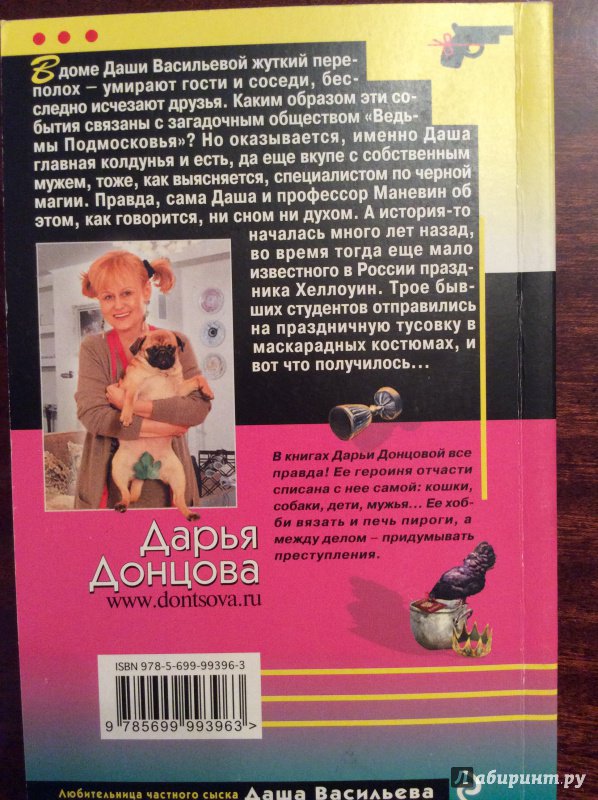 В доме Даши Васильевой жуткий пере-
полох – умирают гости и соседи, бес-
следно исчезают друзья. Каким образом эти со-
бытия связаны с загадочным обществом «Ведь-
мы Подмосковья»? Но оказывается, именно Даша
главная колдунья и есть, да еще вкупе с собственным
мужем, тоже, как выясняется, специалистом по черной
магии. Правда, сама Даша и профессор Маневин об
этом, как говорится, ни сном ни духом. А история-то
началась много лет назад,
во время тогда еще мало
известного в России празд-
ника Хеллоуин. Трое быв-
ших студентов отправились
на праздничную тусовку в
маскарадных костюмах, и
вот что получилось...
В книгах Дарьи Донцовой все
правда! Ее героиня отчасти
списана с нее самой: кошки,
собаки, дети, мужья... Ее хоб-
би вязать и печь пироги, а
между делом – придумывать
преступления.
Дарья
Донцова
www.dontsova.ru
ISBN 978-5-699-99396-3
9 785699 993963>
Любительница частного сыска Даша Васильева
Лабиринт.ру